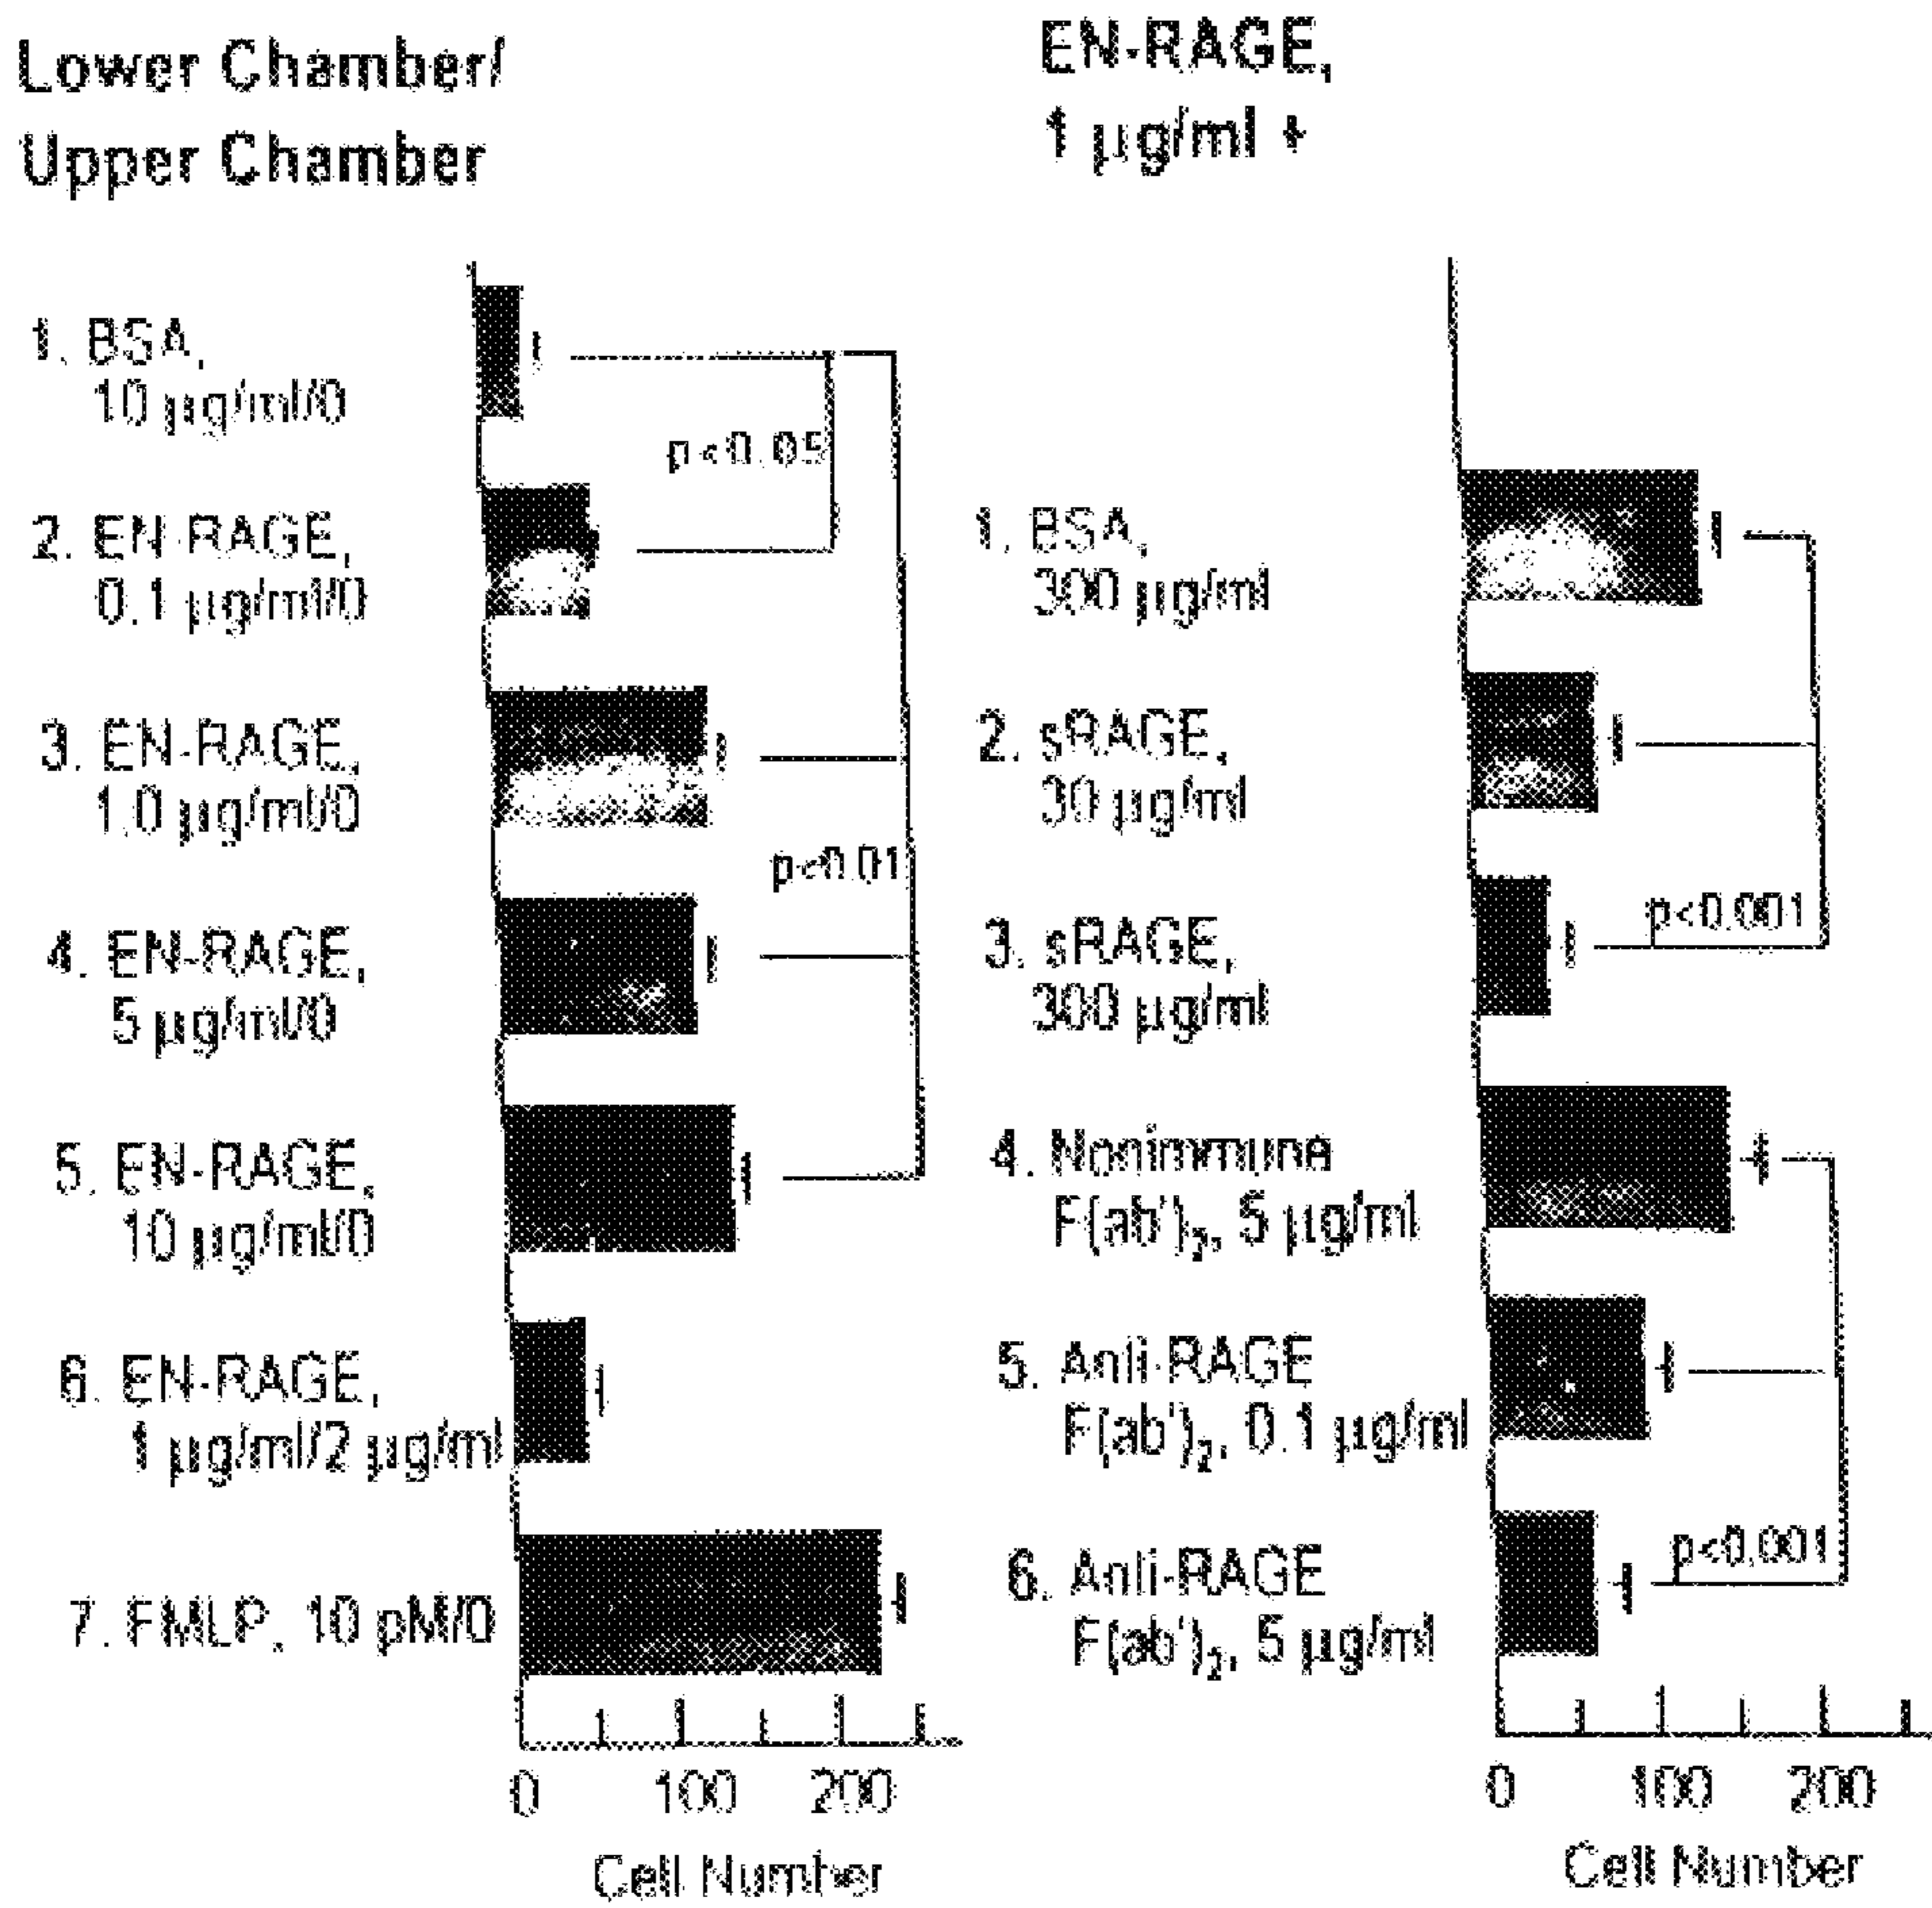 Lower Chamber/
Upper Chamber
1. BSA,
10 µg/ml/0
2. EN-RAGE,
0.1 µg/ml/0
3. EN-RAGE,
1.0 µg/ml/0
4. EN-RAGE,
5 µg/ml/0
5. EN-RAGE,
10 µg/ml/0
6. EN-RAGE,
1 µg/ml/2 µg/ml
7. FMLP, 10 pM/0
p<0.05
p<0.01
0 100 200
Cell Number
EN-RAGE,
1 µg/ml +
1. BSA,
300 µg/ml
2. sRAGE,
30 µg/ml
3. sRAGE,
300 µg/ml
p<0.001
4. Nonimmune
F(ab')₂, 5 µg/ml
5. Anti-RAGE
F(ab')₂, 0.1 µg/ml
6. Anti-RAGE
F(ab')₂, 5 µg/ml
p<0.001
0 100 200
Cell Number